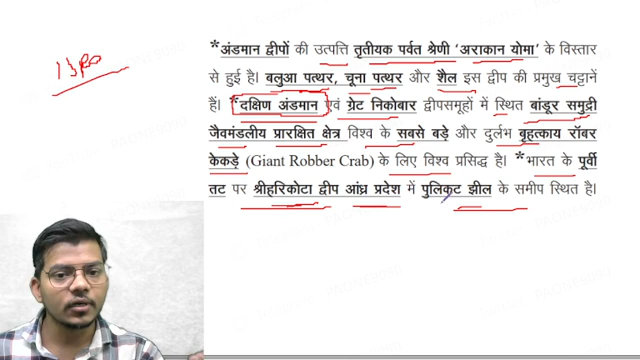 *अंडमान द्वीपों की उत्पत्ति तृतीयक पर्वत श्रेणी 'अराकान योमा' के विस्तार
से हुई है। बलुआ पत्थर, चूना पत्थर और शैल इस द्वीप की प्रमुख चट्टानें
हैं। *दक्षिण अंडमान एवं ग्रेट निकोबार द्वीपसमूहों में स्थित बांडूर समुद्री
जैवमंडलीय प्रारक्षित क्षेत्र विश्व के सबसे बड़े और दुर्लभ बृहत्काय रॉबर
केकड़े (Giant Robber Crab) के लिए विश्व प्रसिद्ध है। *भारत के पूर्वी
तट पर श्रीहरिकोटा द्वीप आंध्र प्रदेश में पुलिकट झील के समीप स्थित है।